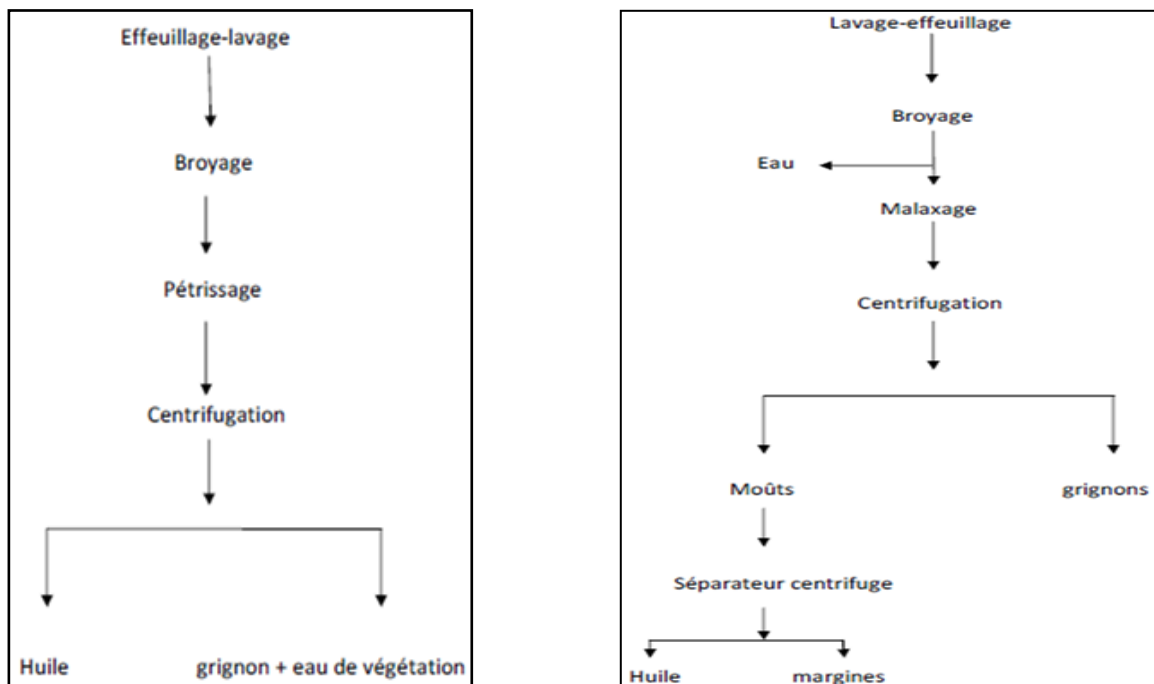 Effeuillage-lavage
Broyage
Pétrissage
Centrifugation
Huile
grignon + eau de végétation
Lavage-effeuillage
Broyage
Eau
Malaxage
Centrifugation
Moûts
grignons
Séparateur centrifuge
Huile
margines